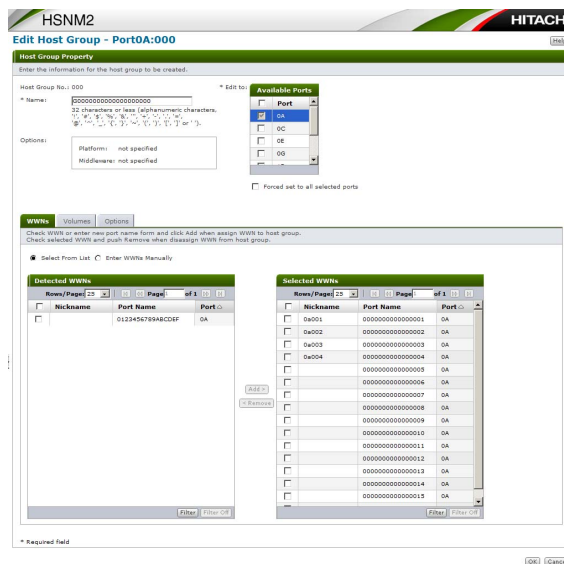 HSNM2
HITACH
Edit Host Group - Port0A:000
Help
Host Group Property
Enter the information for the host group to be created.
Host Group No.: 000
* Name:
32 characters or less (alphanumeric characters,
Options:
Platform: not specified
Middleware: not specified
* Edit to:
Available Ports
Port
0A
0C
0E
0G
Forced set to all selected ports
WWNs Volumes Options
Check WWN or enter new port name form and click Add when assign WWN to host group.
Check selected WWN and push Remove when disassign WWN from host group.
Select From List Enter WWNs Manually
Detected WWNs
Rows/Page: 25 Page 1 of 1
Nickname Port Name Port
0123456789ABCDEF 0A
Filter Filter Off
Add >
< Remove
Selected WWNs
Rows/Page: 25 Page 1 of 1
Nickname Port Name Port
0a001 0000000000000001 0A
0a002 0000000000000002 0A
0a003 0000000000000003 0A
0a004 0000000000000004 0A
0000000000000005 0A
0000000000000006 0A
0000000000000007 0A
0000000000000008 0A
0000000000000009 0A
0000000000000010 0A
0000000000000011 0A
0000000000000012 0A
0000000000000013 0A
0000000000000014 0A
0000000000000015 0A
Filter Filter Off
* Required field
OK Cance